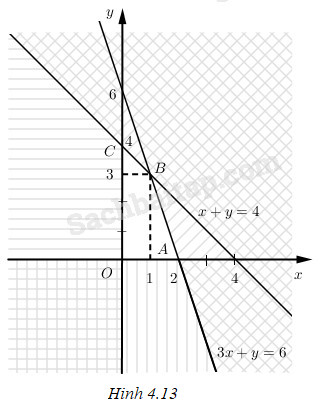 y
6
4
C
3
B
Sachbaitap.com
x + y = 4
A
O
1
2
4
x
3x + y = 6
Hình 4.13